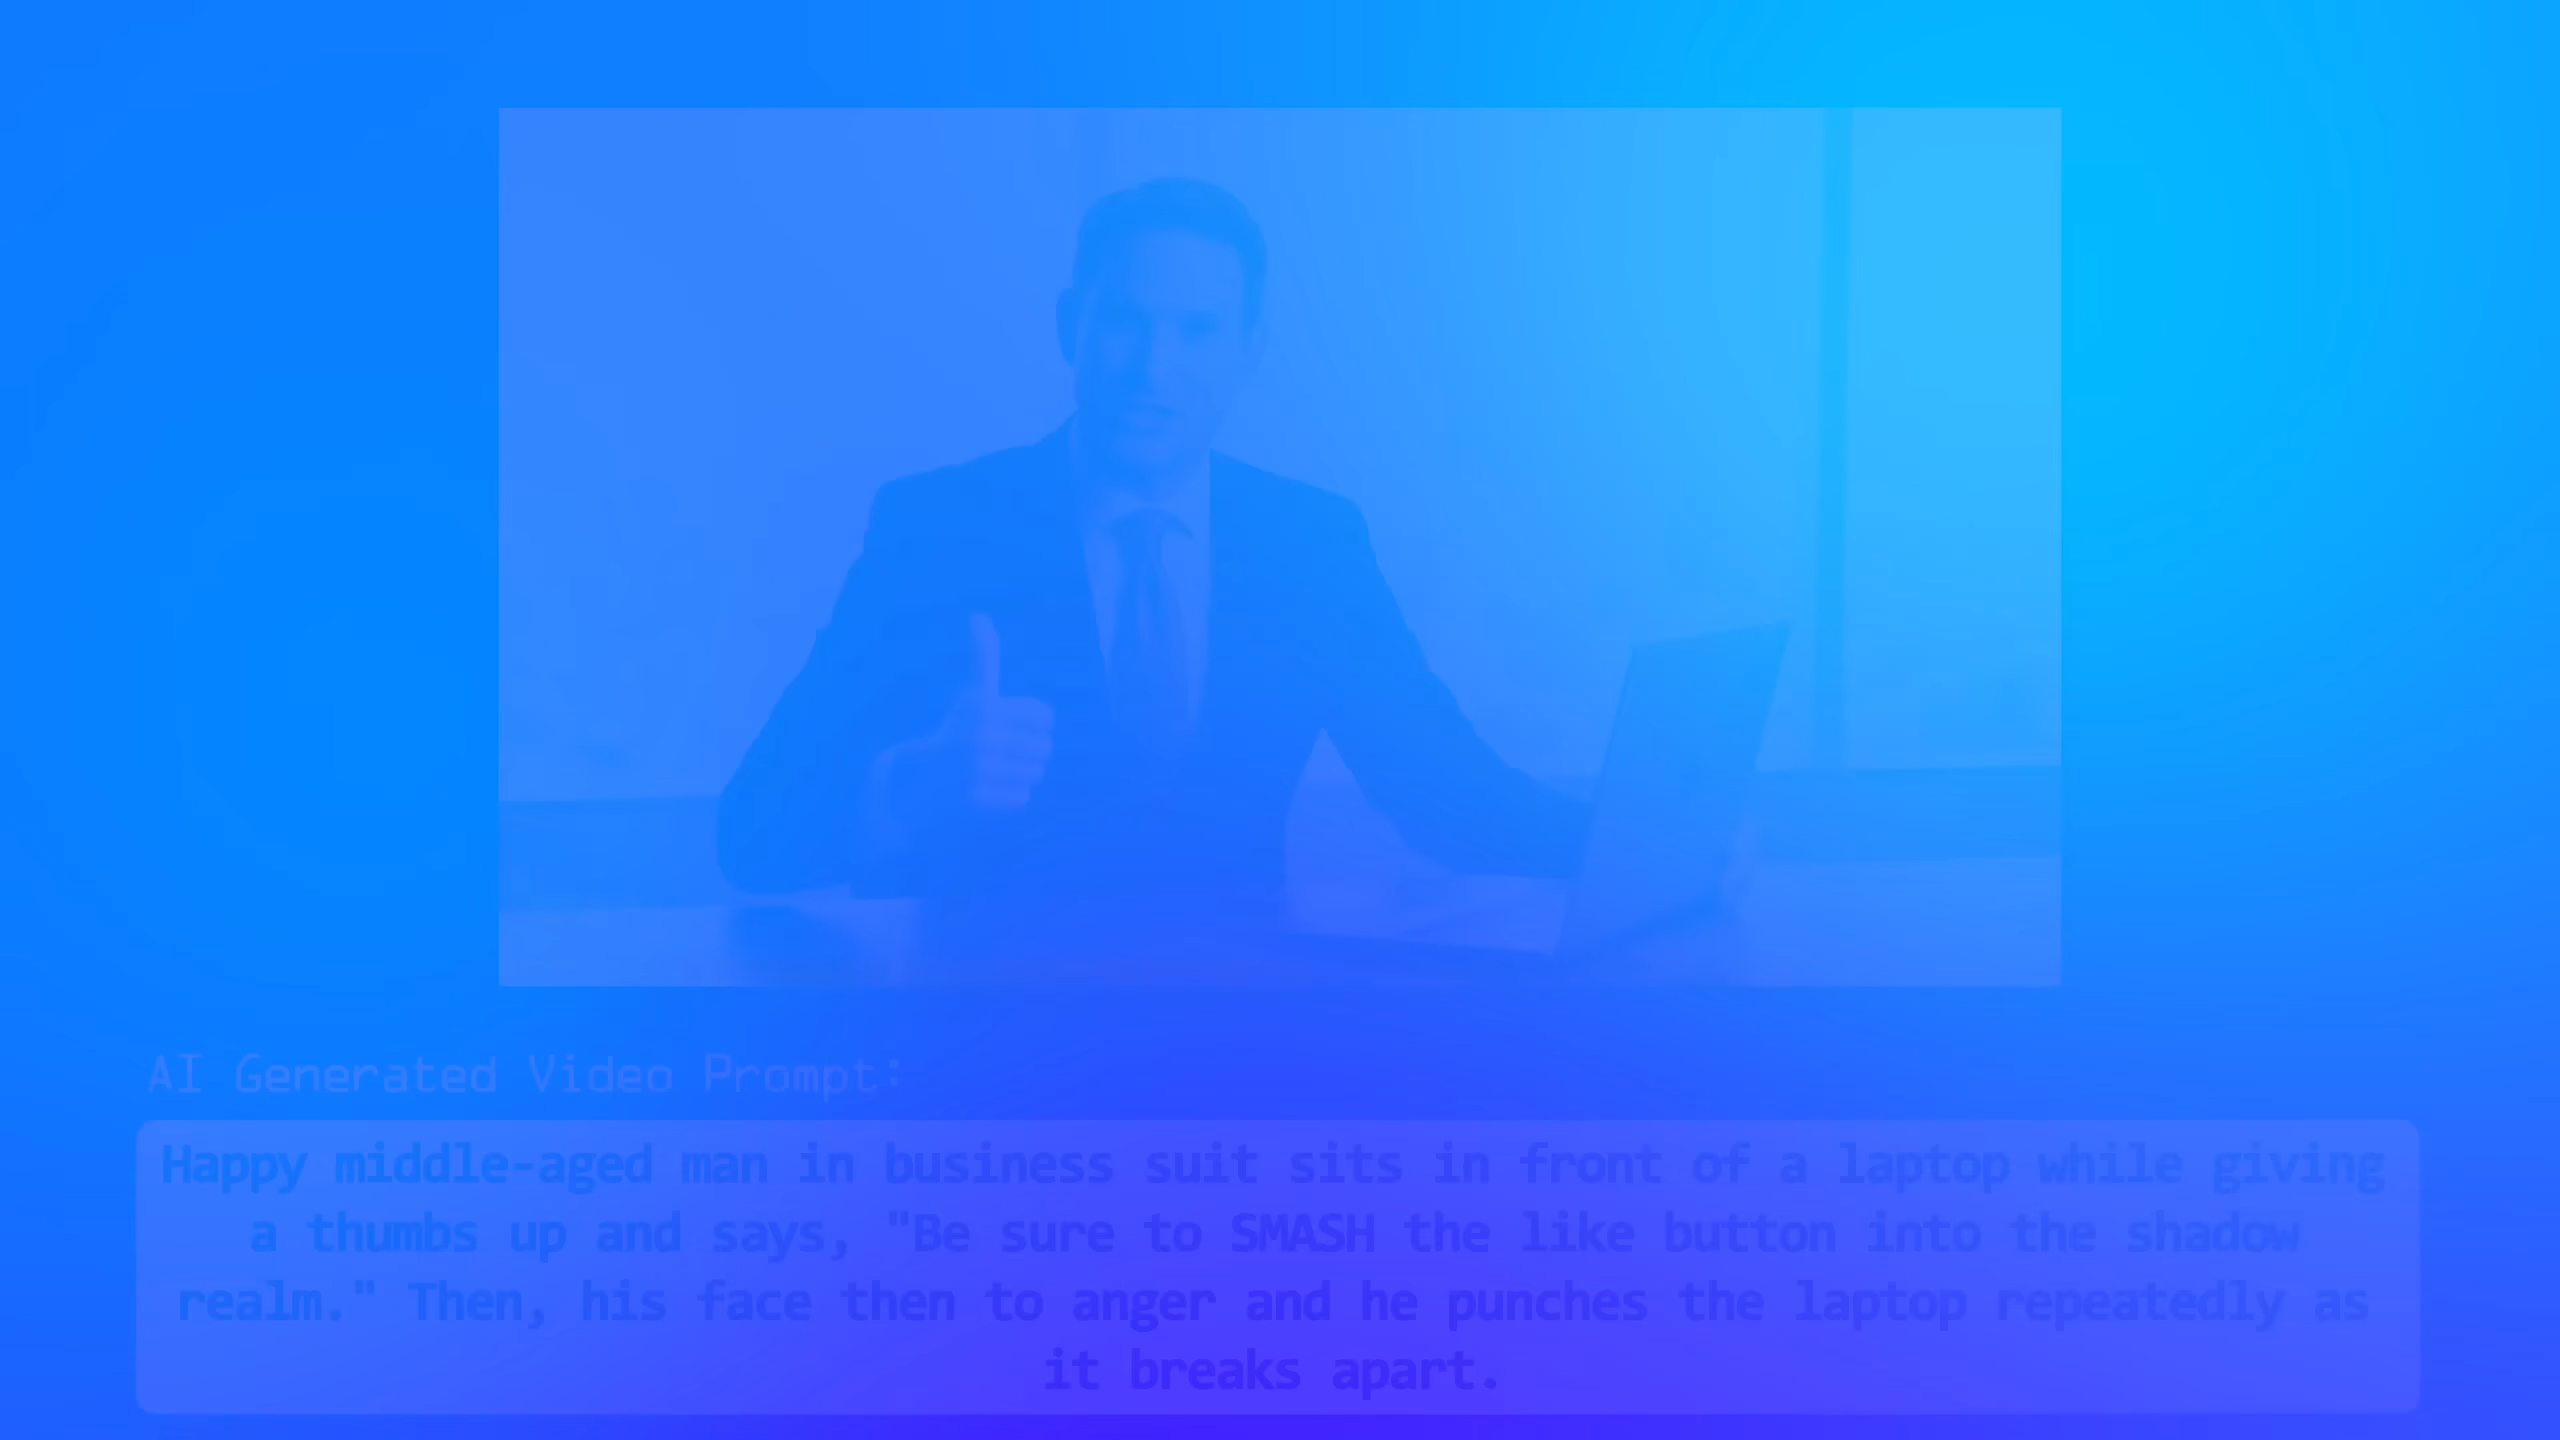 AI Generated Video Prompt:
Happy middle-aged man in business suit sits in front of a laptop while giving
a thumbs up and says, "Be sure to SMASH the like button into the shadow
realm." Then, his face then to anger and he punches the laptop repeatedly as
it breaks apart.